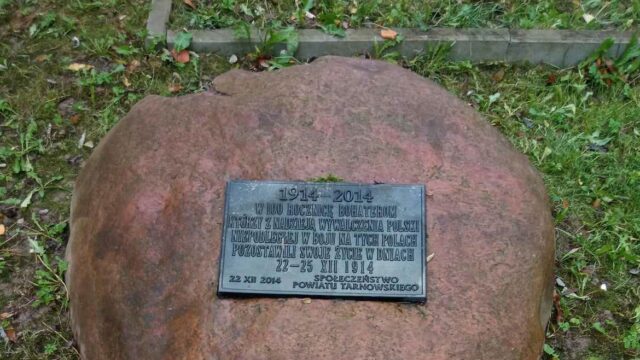 1914-2014
W 100 ROCZNICĘ BOHATEROM
KTÓRZY Z NADZIEJĄ WYWALCZENIA POLSKI
NIEPODLEGŁEJ W BOJU NA TYCH POLACH
POZOSTAWILI SWOJE ŻYCIE W DNIACH
22-25 XII 1914
22 XII 2014 SPOŁECZEŃSTWO
POWIATU TARNOWSKIEGO